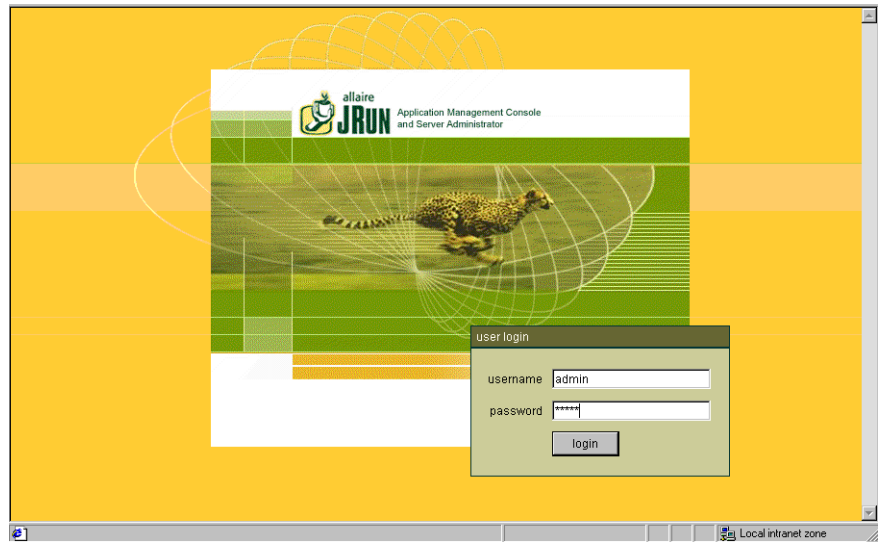 allaire
JRUN
Application Management Console
and Server Administrator
user login
username admin
password *****
login
Local intranet zone